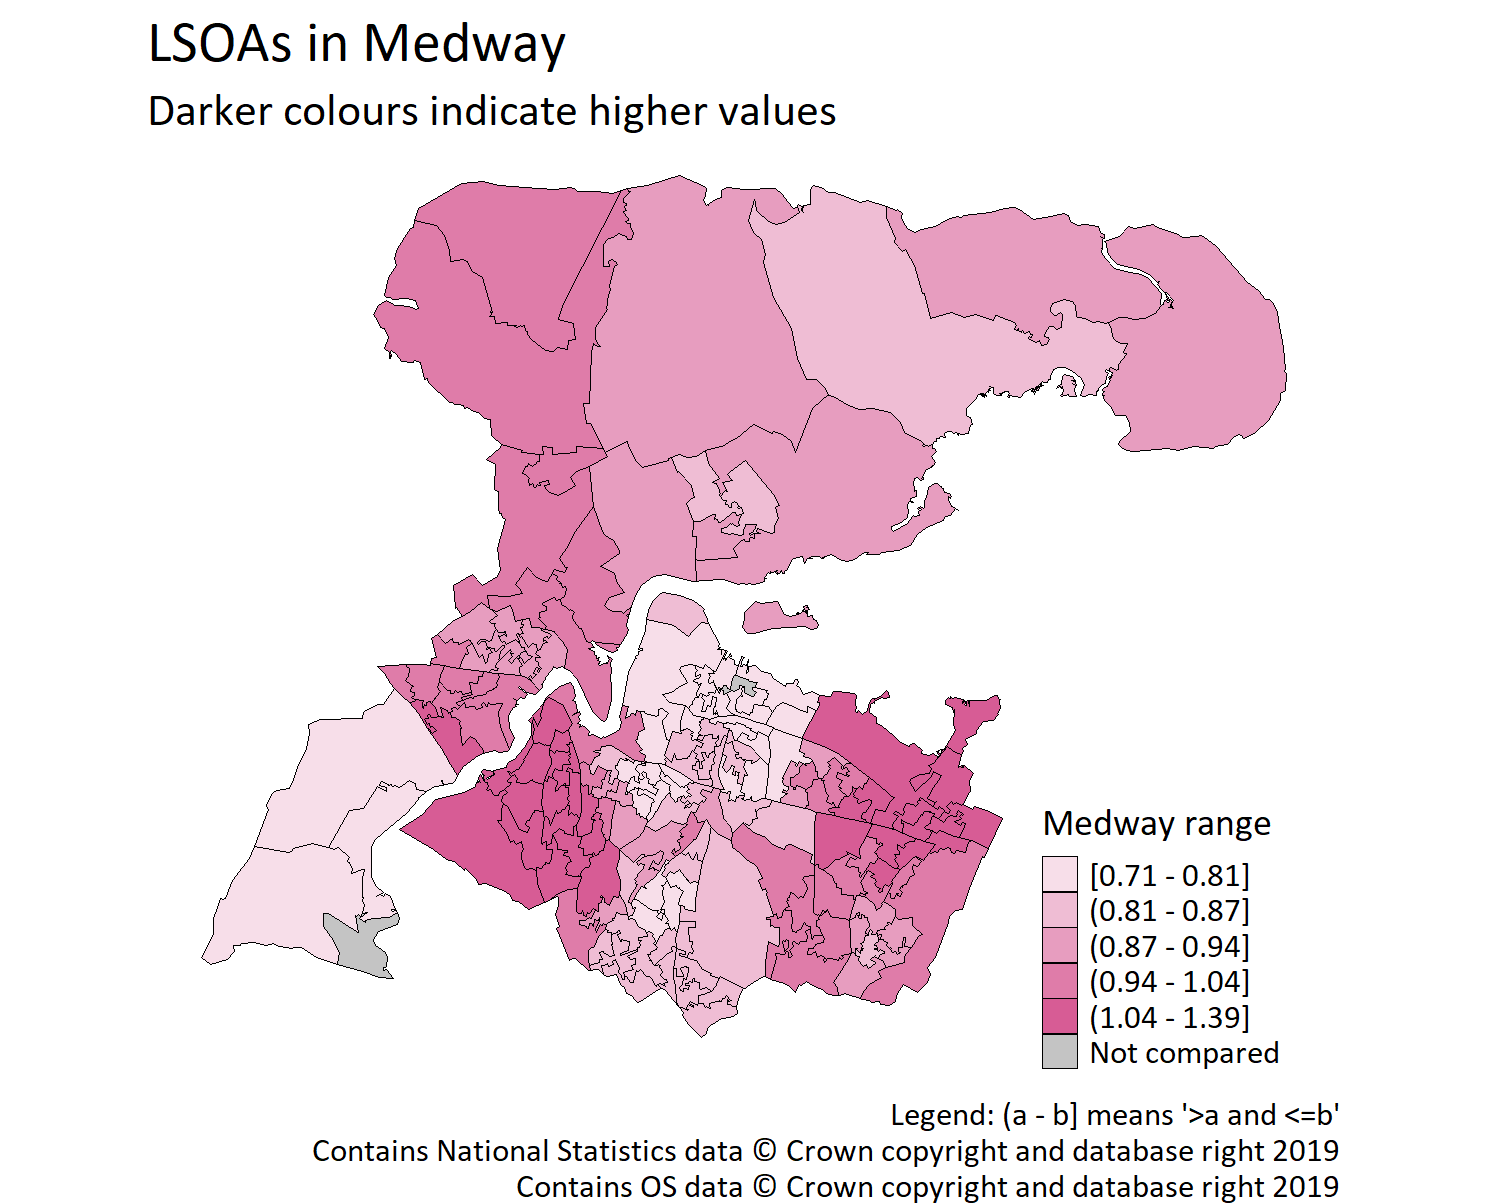 LSOAs in Medway
Darker colours indicate higher values
Medway range
[0.71 - 0.81]
(0.81 - 0.87]
(0.87 - 0.94]
(0.94 - 1.04]
(1.04 - 1.39]
Not compared
Legend: (a - b] means '>a and <=b'
Contains National Statistics data © Crown copyright and database right 2019
Contains OS data © Crown copyright and database right 2019